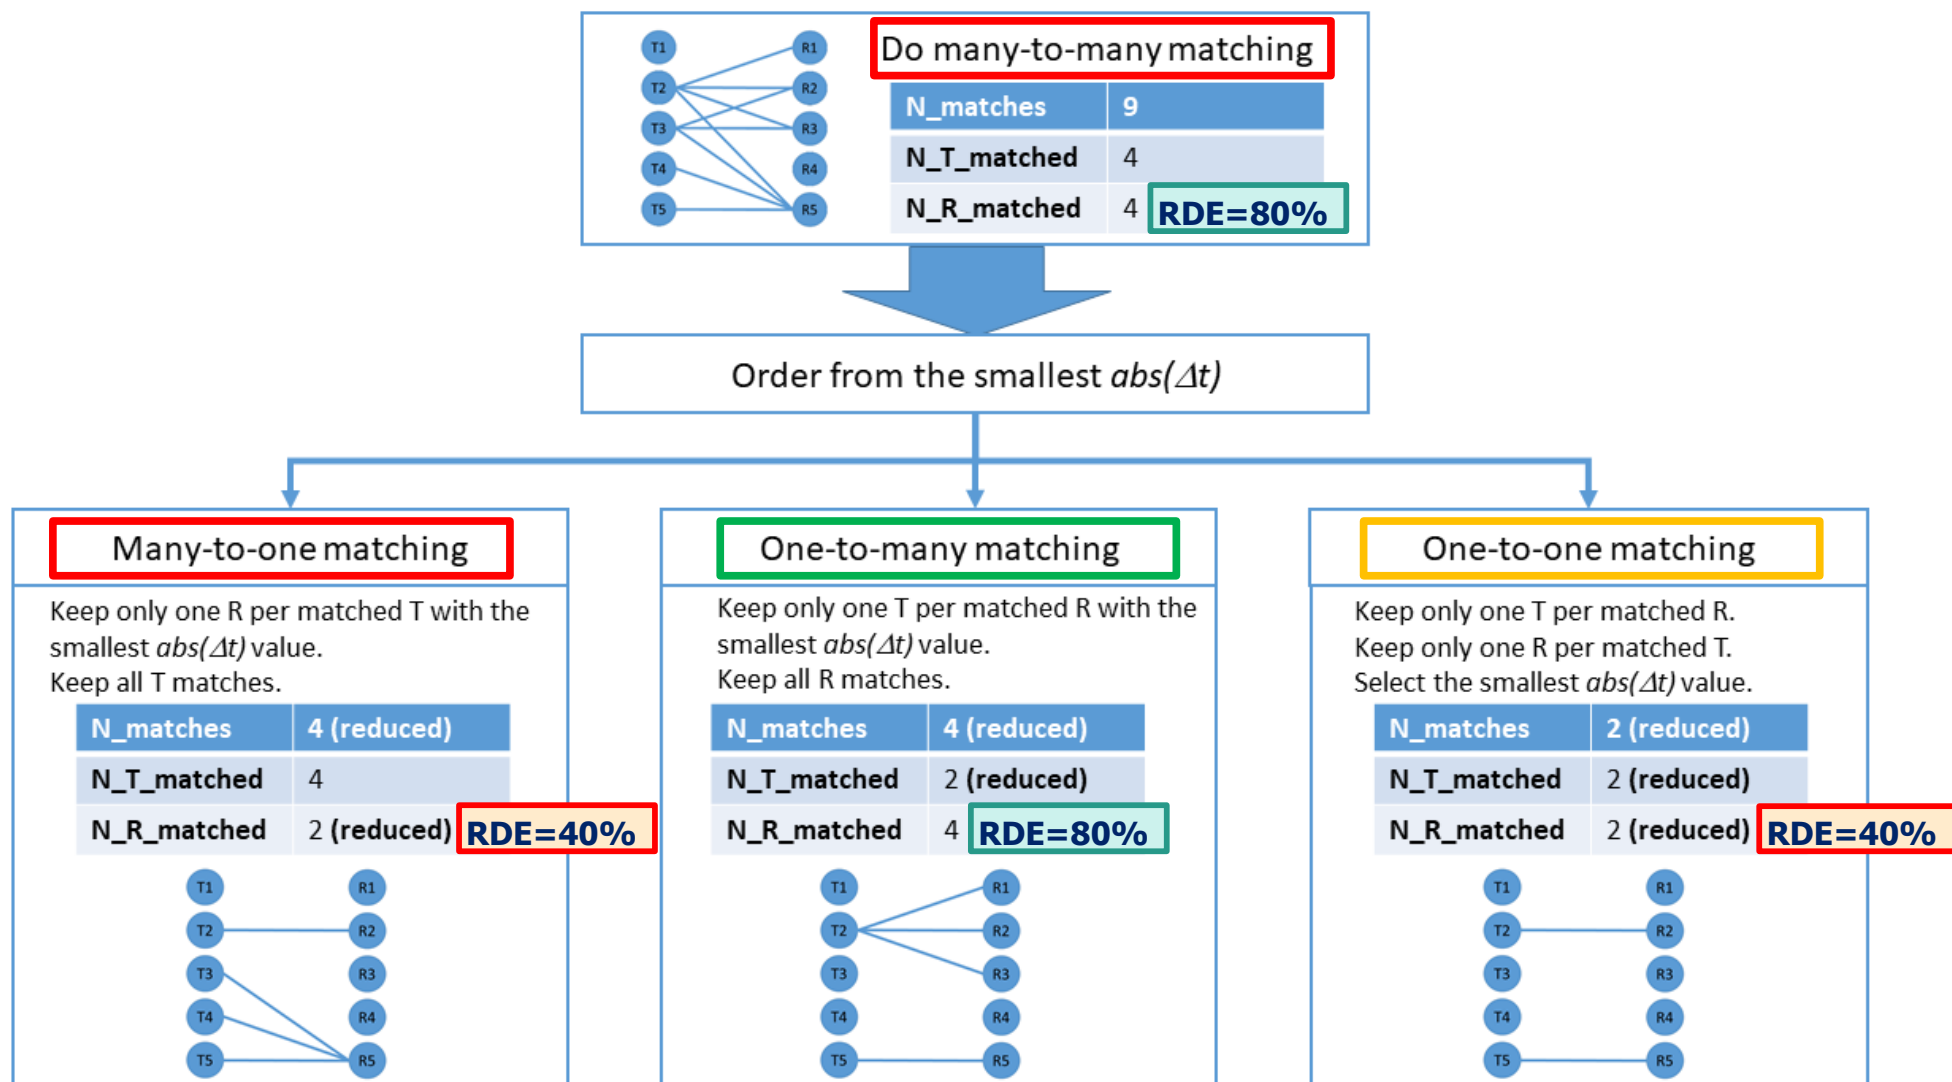 Do many-to-many matching
T1 R1
T2 R2
T3 R3
T4 R4
T5 R5
N_matches 9
N_T_matched 4
N_R_matched 4 RDE=80%
Order from the smallest abs(Δt)
Many-to-one matching
Keep only one R per matched T with the
smallest abs(Δt) value.
Keep all T matches.
N_matches 4 (reduced)
N_T_matched 4
N_R_matched 2 (reduced) RDE=40%
T1 R1
T2 R2
T3 R3
T4 R4
T5 R5
One-to-many matching
Keep only one T per matched R with the
smallest abs(Δt) value.
Keep all R matches.
N_matches 4 (reduced)
N_T_matched 2 (reduced)
N_R_matched 4 RDE=80%
T1 R1
T2 R2
T3 R3
T4 R4
T5 R5
One-to-one matching
Keep only one T per matched R.
Keep only one R per matched T.
Select the smallest abs(Δt) value.
N_matches 2 (reduced)
N_T_matched 2 (reduced)
N_R_matched 2 (reduced) RDE=40%
T1 R1
T2 R2
T3 R3
T4 R4
T5 R5